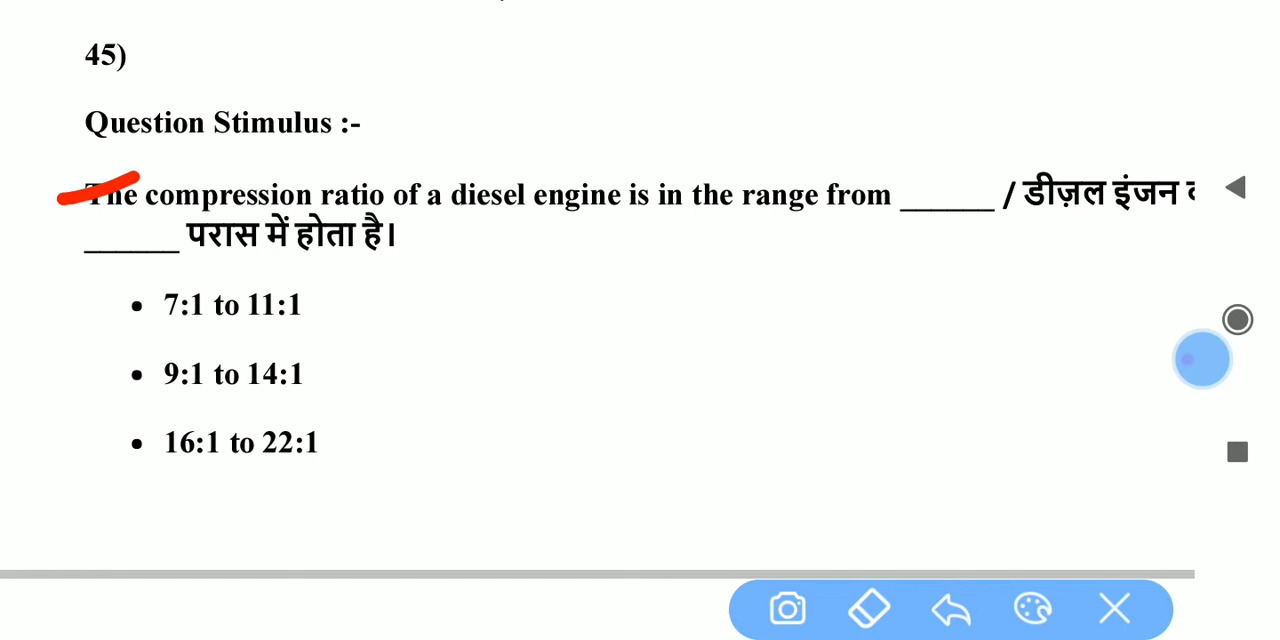 45)
Question Stimulus :-
The compression ratio of a diesel engine is in the range from ______ / डीज़ल इंजन
______ परास में होता है।
• 7:1 to 11:1
• 9:1 to 14:1
• 16:1 to 22:1